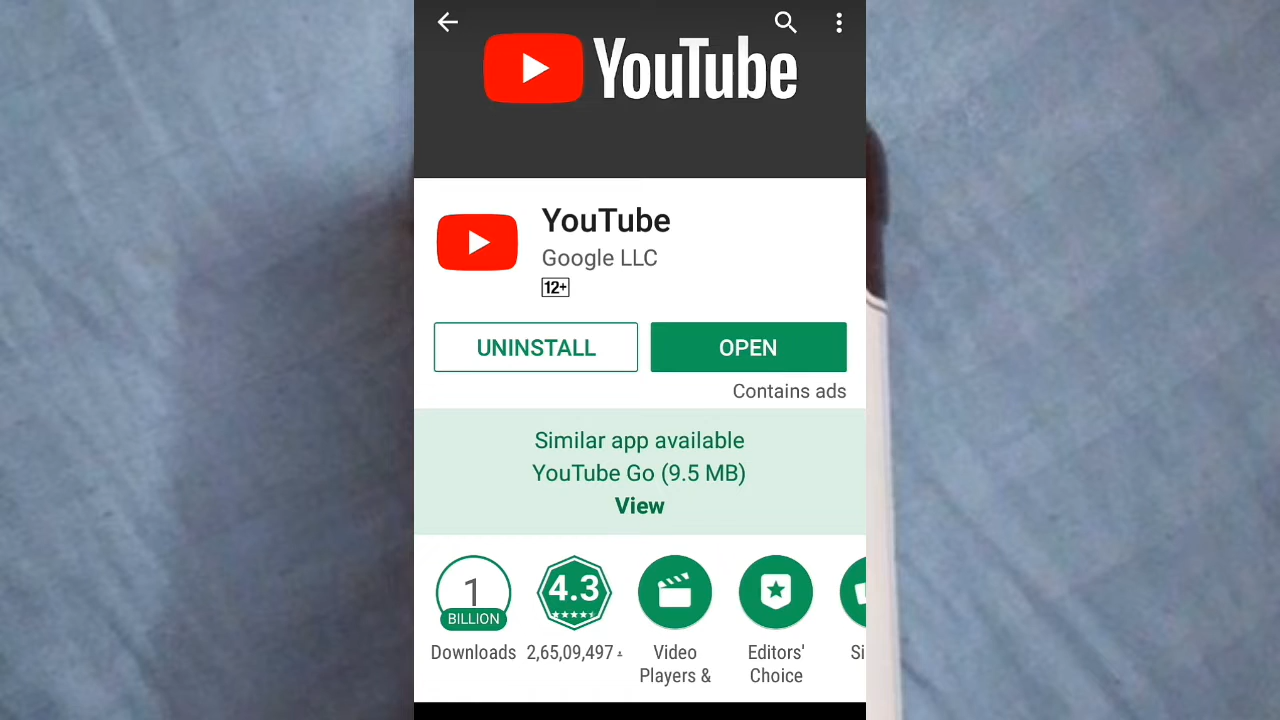 YouTube
YouTube
Google LLC
12+
UNINSTALL
OPEN
Contains ads
Similar app available
YouTube Go (9.5 MB)
View
1
BILLION
Downloads
4.3
2,65,09,497
Video
Players &
Editors'
Choice
Si